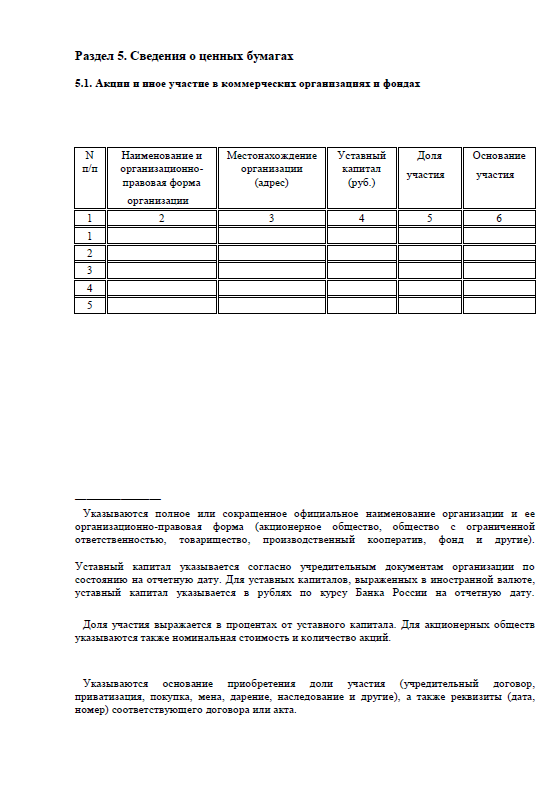 Раздел 5. Сведения о ценных бумагах
5.1. Акции и иное участие в коммерческих организациях и фондах
N п/п
Наименование и организационно-правовая форма организации
Местонахождение организации (адрес)
Уставный капитал (руб.)
Доля участия
Основание участия
1 2 3 4 5 6
1
2
3
4
5
Указываются полное или сокращенное официальное наименование организации и ее
организационно-правовая форма (акционерное общество, общество с ограниченной
ответственностью, товарищество, производственный кооператив, фонд и другие).
Уставный капитал указывается согласно учредительным документам организации по
состоянию на отчетную дату. Для уставных капиталов, выраженных в иностранной валюте,
уставный капитал указывается в рублях по курсу Банка России на отчетную дату.
Доля участия выражается в процентах от уставного капитала. Для акционерных обществ
указываются также номинальная стоимость и количество акций.
Указываются основание приобретения доли участия (учредительный договор,
приватизация, покупка, мена, дарение, наследование и другие), а также реквизиты (дата,
номер) соответствующего договора или акта.